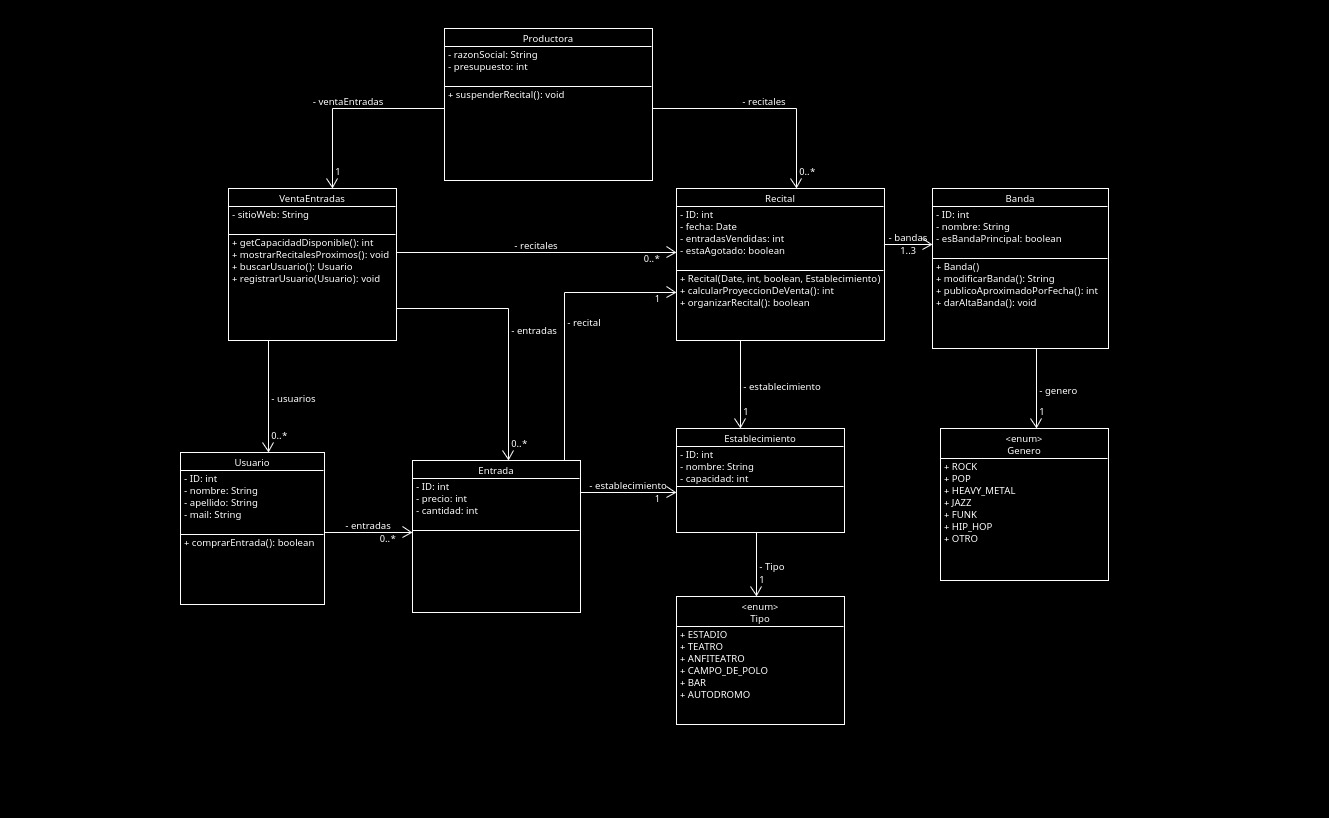 Productora
- razonSocial: String
- presupuesto: int
+ suspenderRecital(): void
- ventaEntradas
1
- recitales
0..*
VentaEntradas
- sitioWeb: String
+ getCapacidadDisponible(): int
+ mostrarRecitalesProximos(): void
+ buscarUsuario(): Usuario
+ registrarUsuario(Usuario): void
- recitales
0..*
Recital
- ID: int
- fecha: Date
- entradasVendidas: int
- estaAgotado: boolean
+ Recital(Date, int, boolean, Establecimiento)
+ calcularProyeccionDeVenta(): int
+ organizarRecital(): boolean
- bandas
1..3
Banda
- ID: int
- nombre: String
- esBandaPrincipal: boolean
+ Banda()
+ modificarBanda(): String
+ publicoAproximadoPorFecha(): int
+ darAltaBanda(): void
1
- recital
- entradas
0..*
- usuarios
0..*
- establecimiento
1
- genero
1
Usuario
- ID: int
- nombre: String
- apellido: String
- mail: String
+ comprarEntrada(): boolean
- entradas
0..*
Entrada
- ID: int
- precio: int
- cantidad: int
- establecimiento
1
Establecimiento
- ID: int
- nombre: String
- capacidad: int
<enum>
Genero
+ ROCK
+ POP
+ HEAVY_METAL
+ JAZZ
+ FUNK
+ HIP_HOP
+ OTRO
- Tipo
1
<enum>
Tipo
+ ESTADIO
+ TEATRO
+ ANFITEATRO
+ CAMPO_DE_POLO
+ BAR
+ AUTODROMO